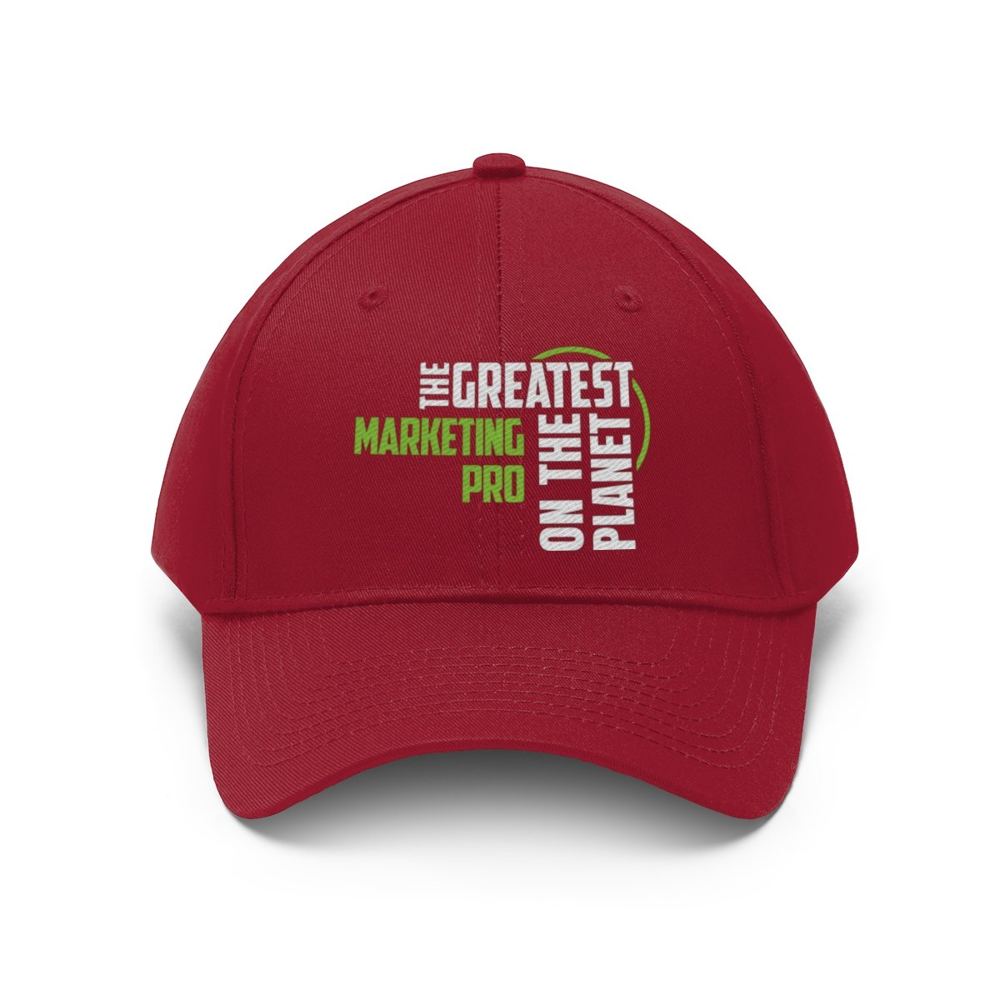 THE GREATEST
MARKETING
PRO
ON THE
PLANET